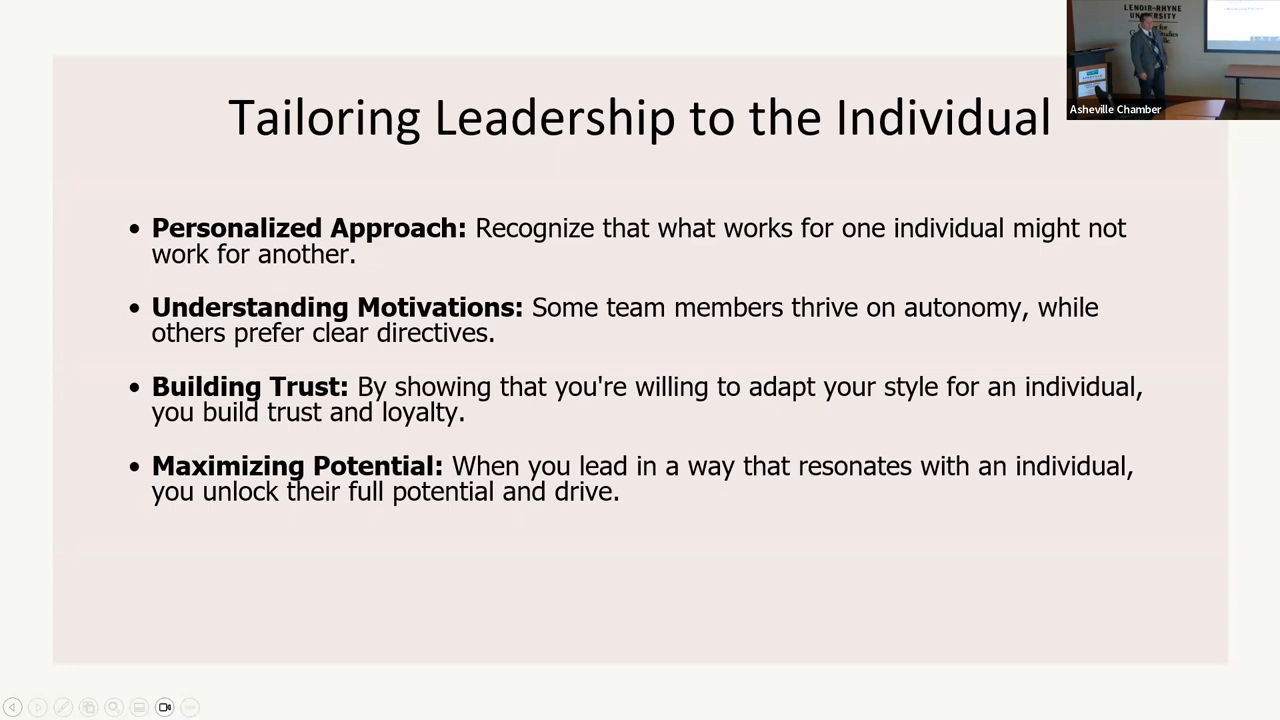 Tailoring Leadership to the Individual
• Personalized Approach: Recognize that what works for one individual might not
work for another.
• Understanding Motivations: Some team members thrive on autonomy, while
others prefer clear directives.
• Building Trust: By showing that you're willing to adapt your style for an individual,
you build trust and loyalty.
• Maximizing Potential: When you lead in a way that resonates with an individual,
you unlock their full potential and drive.
LENOIR-RHYNE
UNIVERSITY
Asheville Chamber